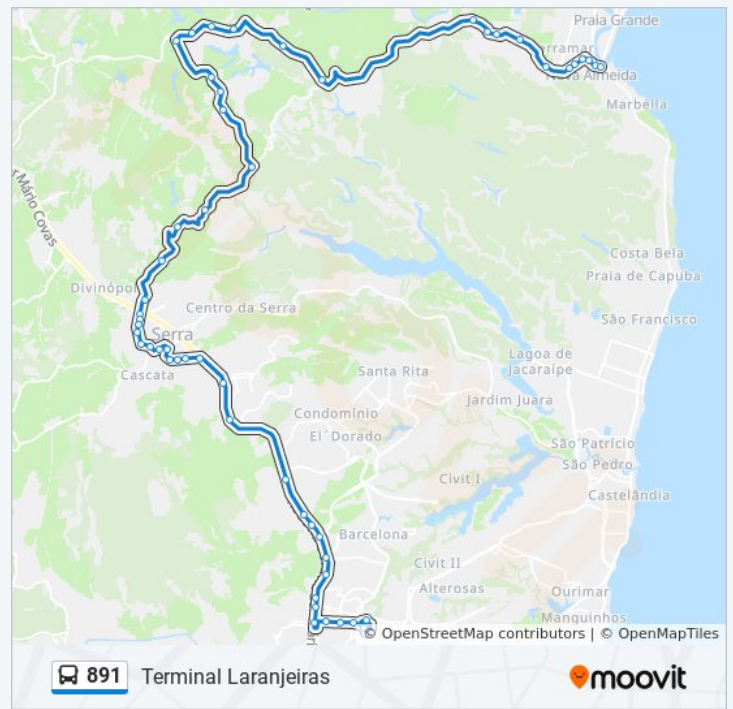 Praia Grande
Nova Almeida
Marbella
Mário Covas
Costa Bela
Praia de Capuba
Divinópol
Centro da Serra
São Francisco
Serra
Lagoa de
Jacaraípe
Cascata
Santa Rita
Jardim Juara
Condomínio
El´Dorado
São Patrício
São Pedro
Civit I
Castelândia
Barcelona
Civit II
Alterosas
Ourimar
Manguinhos
© OpenStreetMap contributors | © OpenMapTiles
891 Terminal Laranjeiras
moovit